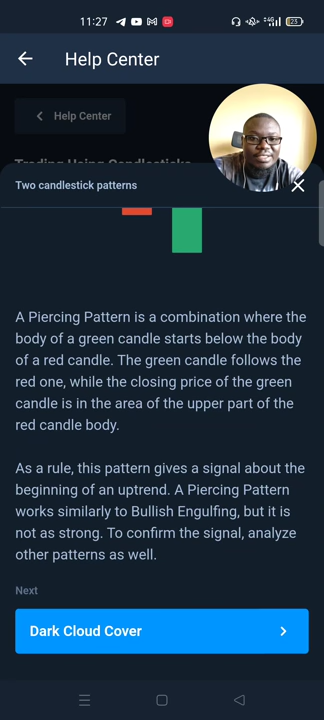 11:27
Help Center
Help Center
Trading Using Candlesticks
Two candlestick patterns
A Piercing Pattern is a combination where the
body of a green candle starts below the body
of a red candle. The green candle follows the
red one, while the closing price of the green
candle is in the area of the upper part of the
red candle body.
As a rule, this pattern gives a signal about the
beginning of an uptrend. A Piercing Pattern
works similarly to Bullish Engulfing, but it is
not as strong. To confirm the signal, analyze
other patterns as well.
Next
Dark Cloud Cover